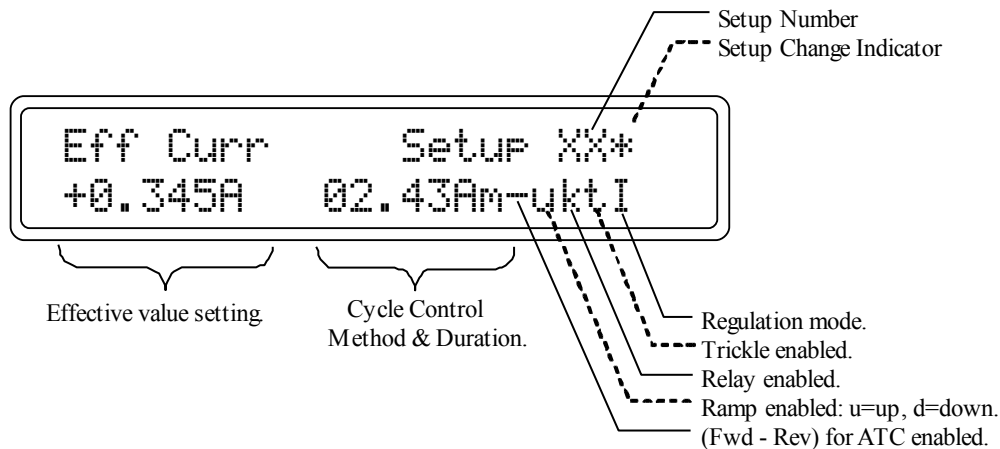 Setup Number
Setup Change Indicator
Eff Curr Setup XX*
+0.345A 02.43Am-uktI
Effective value setting.
Cycle Control
Method & Duration.
Regulation mode.
Trickle enabled.
Relay enabled.
Ramp enabled: u=up, d=down.
(Fwd - Rev) for ATC enabled.